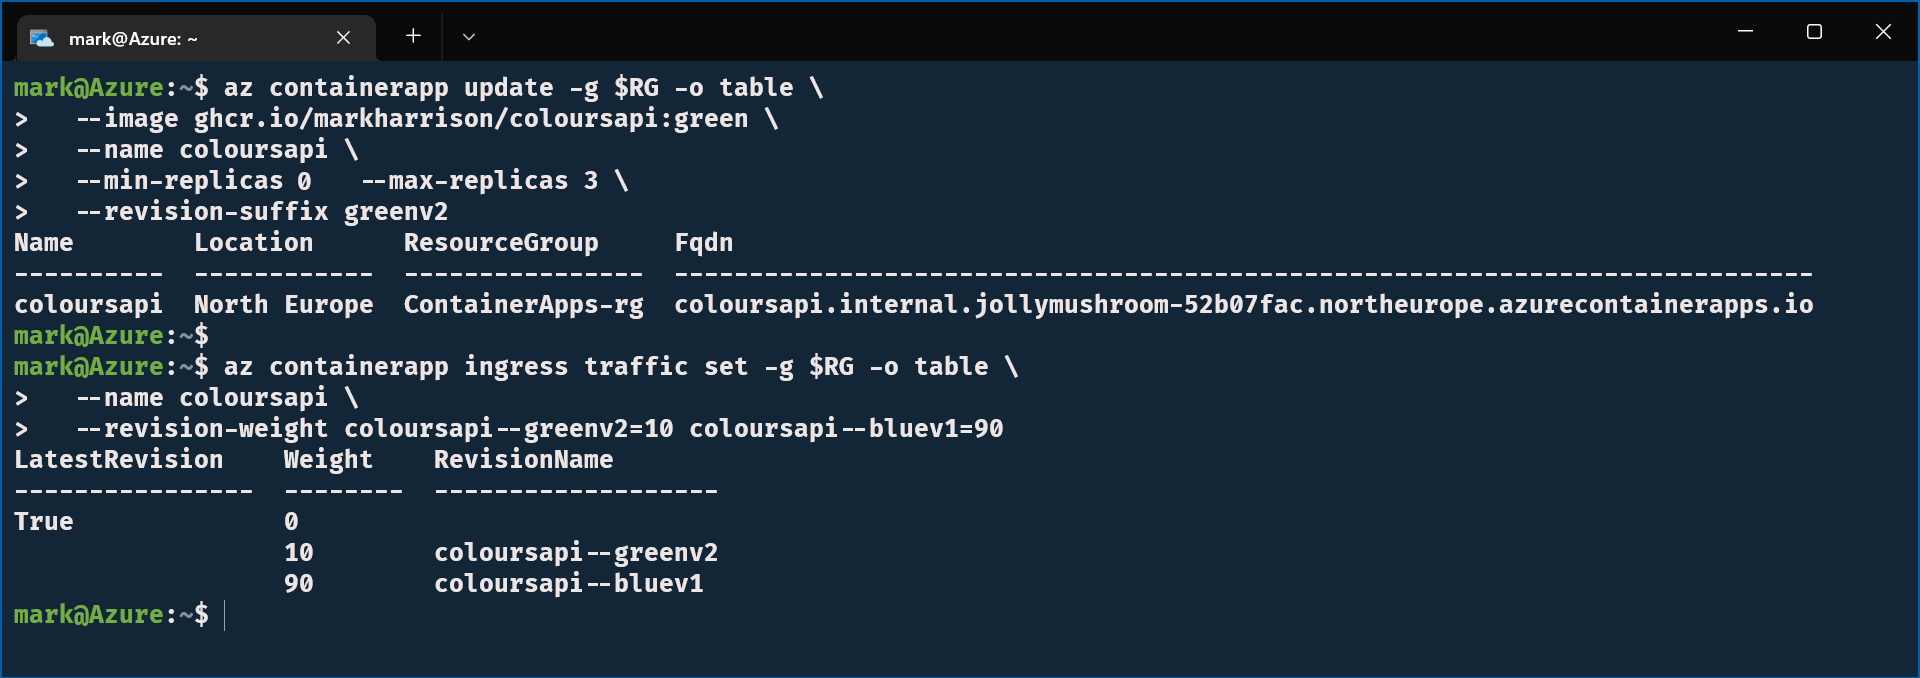 mark@Azure: ~
mark@Azure:~$ az containerapp update -g $RG -o table \
>   --image ghcr.io/markharrison/coloursapi:green \
>   --name coloursapi \
>   --min-replicas 0   --max-replicas 3 \
>   --revision-suffix greenv2
Name        Location      ResourceGroup     Fqdn
----------  ------------  ----------------  ----------------------------------------------------------------------------
coloursapi  North Europe  ContainerApps-rg  coloursapi.internal.jollymushroom-52b07fac.northeurope.azurecontainerapps.io
mark@Azure:~$
mark@Azure:~$ az containerapp ingress traffic set -g $RG -o table \
>   --name coloursapi \
>   --revision-weight coloursapi--greenv2=10 coloursapi--bluev1=90
LatestRevision    Weight    RevisionName
----------------  --------  -------------------
True              0
                  10        coloursapi--greenv2
                  90        coloursapi--bluev1
mark@Azure:~$